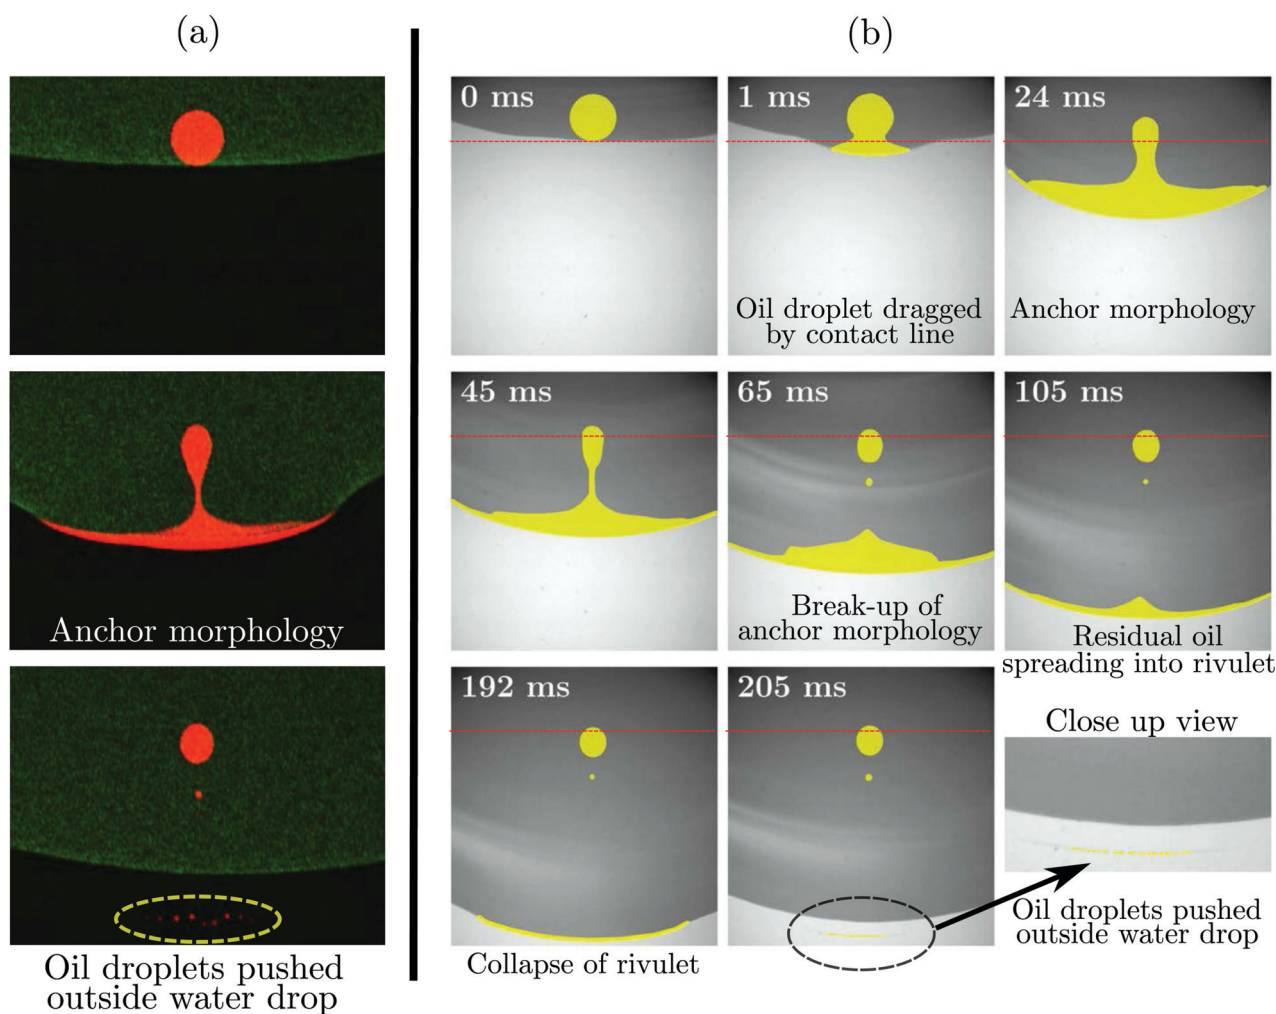 (a)
(b)
0 ms
1 ms
24 ms
Oil droplet dragged
by contact line
Anchor morphology
45 ms
65 ms
105 ms
Anchor morphology
Break-up of
anchor morphology
Residual oil
spreading into rivulet
192 ms
205 ms
Close up view
Collapse of rivulet
Oil droplets pushed
outside water drop
Oil droplets pushed
outside water drop